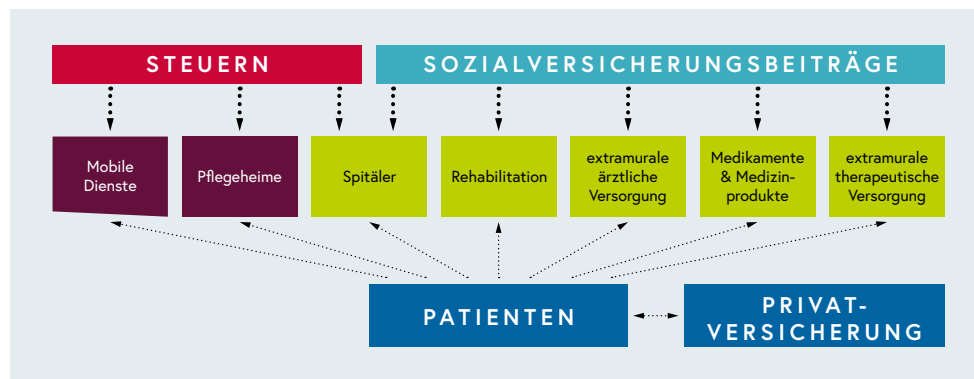 STEUERN
SOZIALVERSICHERUNGSBEITRÄGE
Mobile
Dienste
Pflegeheime
Spitäler
Rehabilitation
extramurale
ärztliche
Versorgung
Medikamente
& Medizin-
produkte
extramurale
therapeutische
Versorgung
PATIENTEN
PRIVAT-
VERSICHERUNG